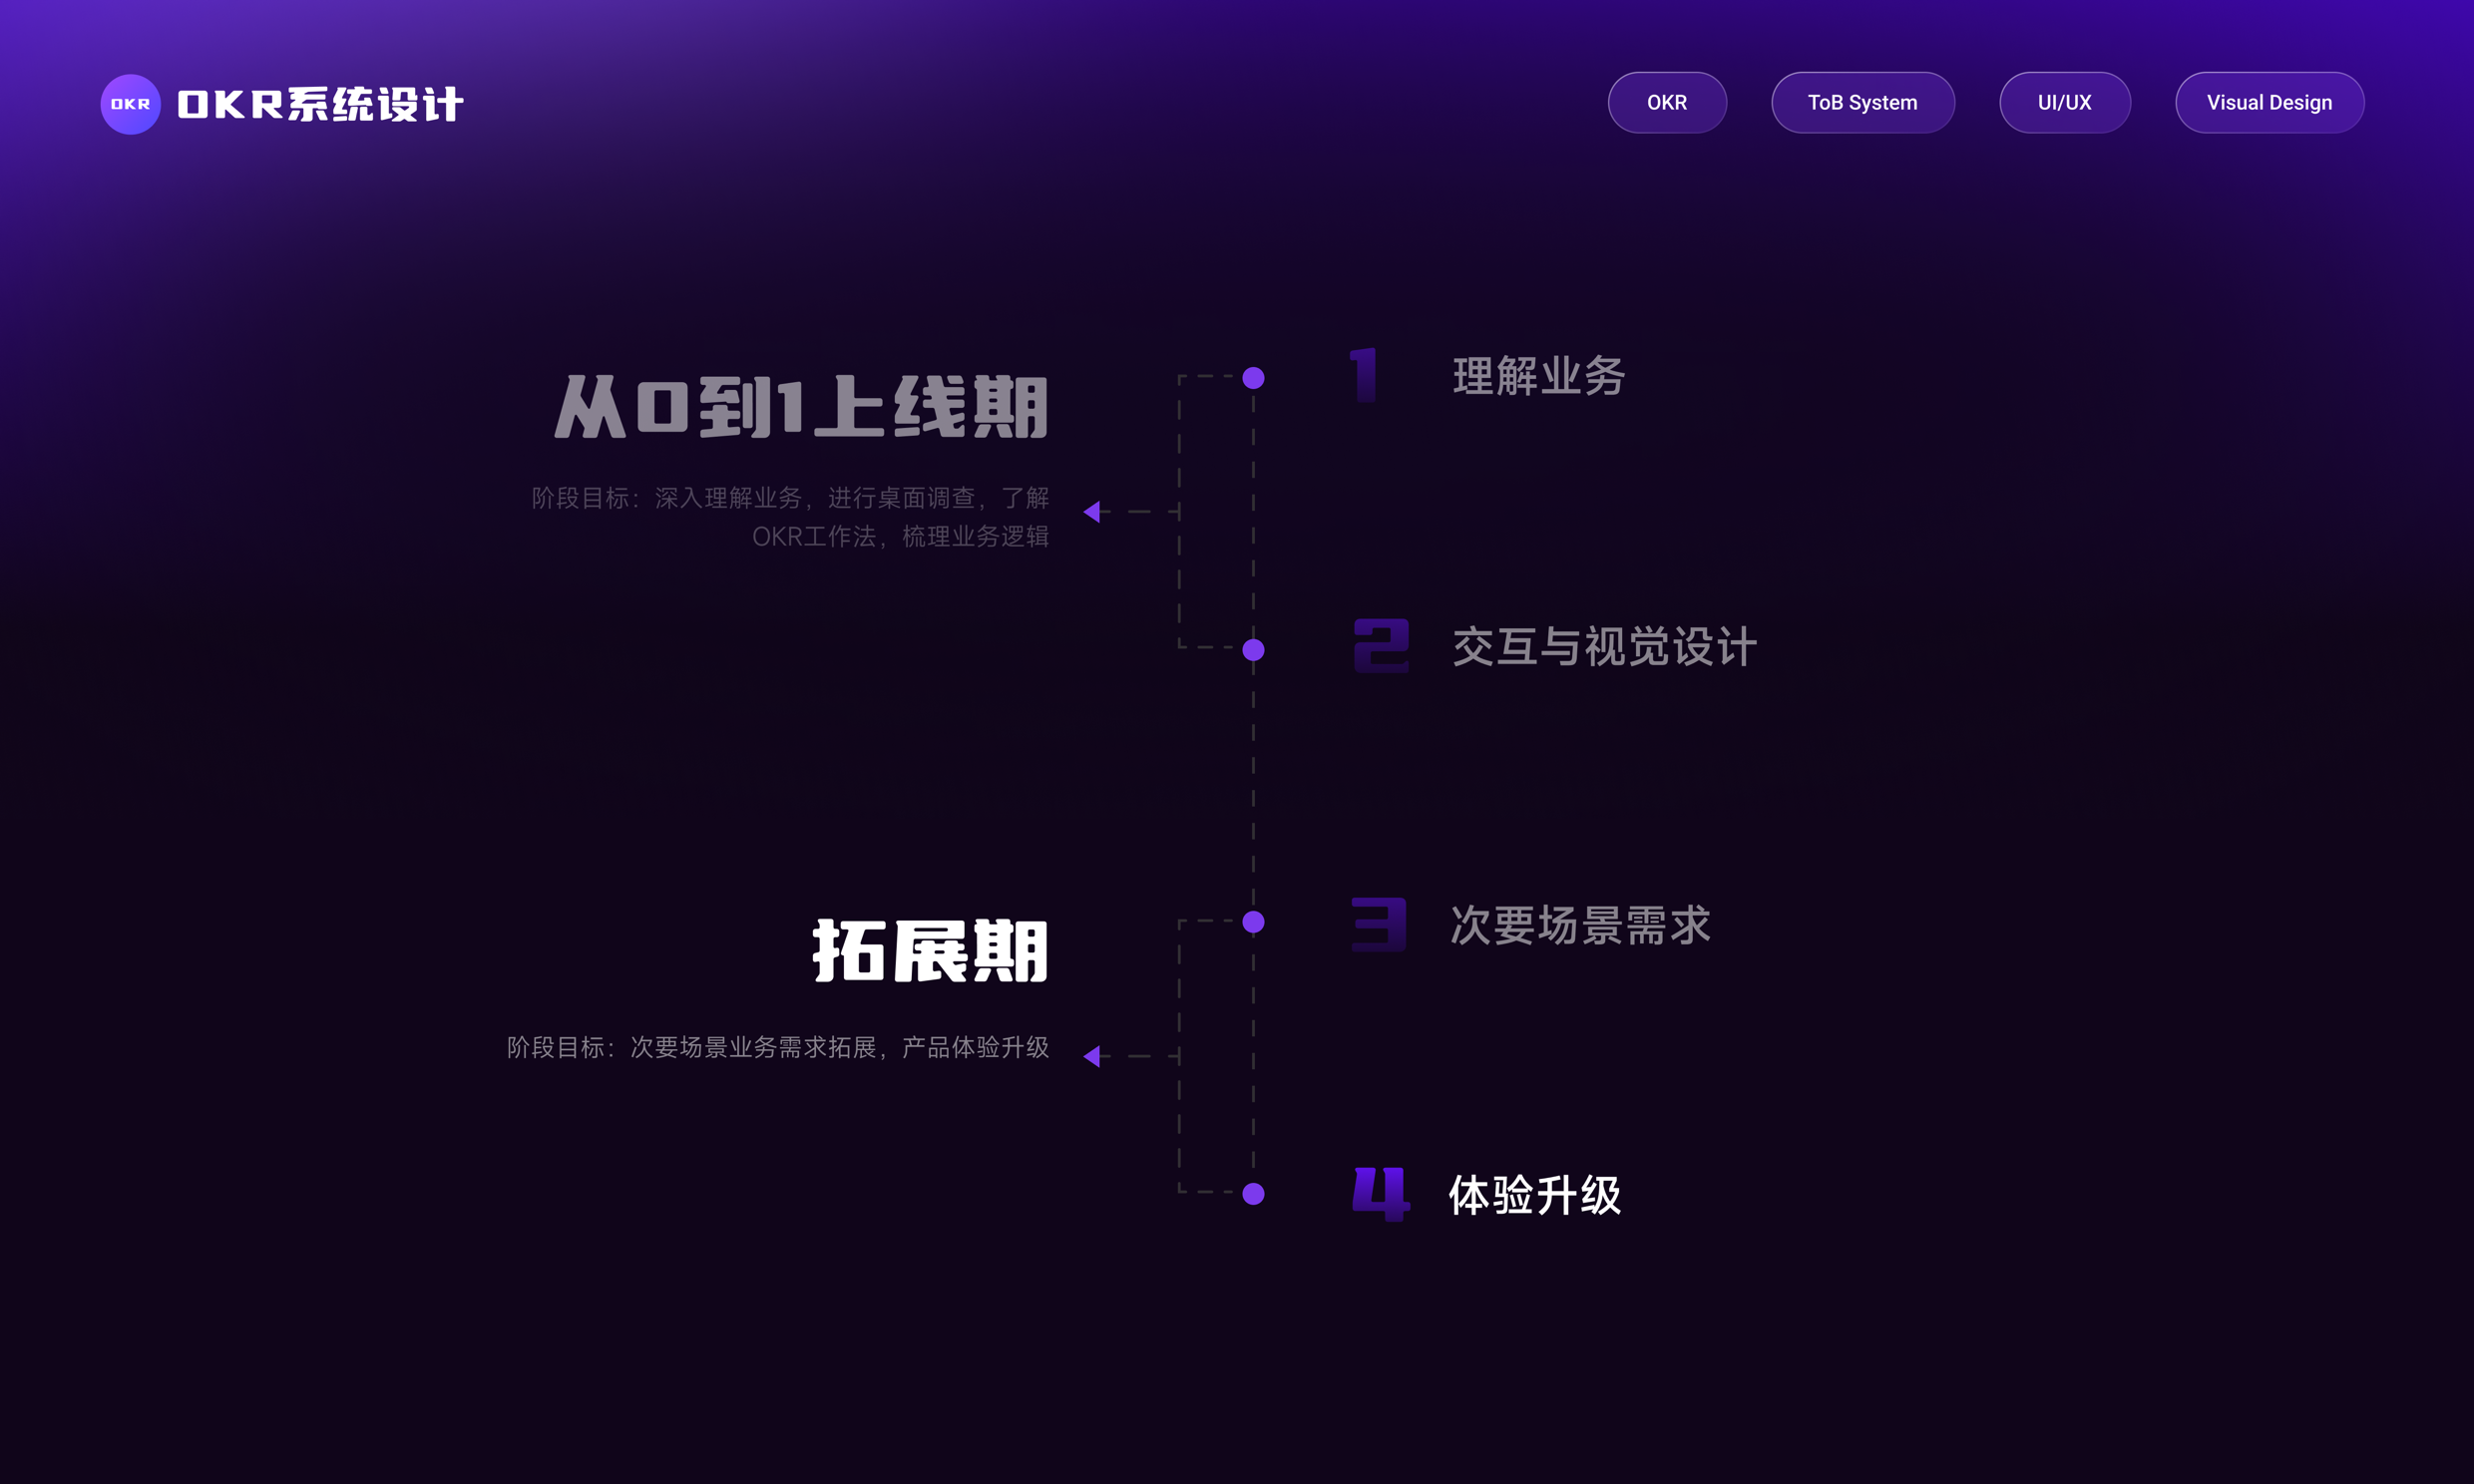 OKR
OKR系统设计
OKR
ToB System
UI/UX
Visual Design
从0到1上线期
阶段目标：深入理解业务，进行桌面调查，了解
OKR工作法，梳理业务逻辑
1 理解业务
2 交互与视觉设计
拓展期
阶段目标：次要场景业务需求拓展，产品体验升级
3 次要场景需求
4 体验升级